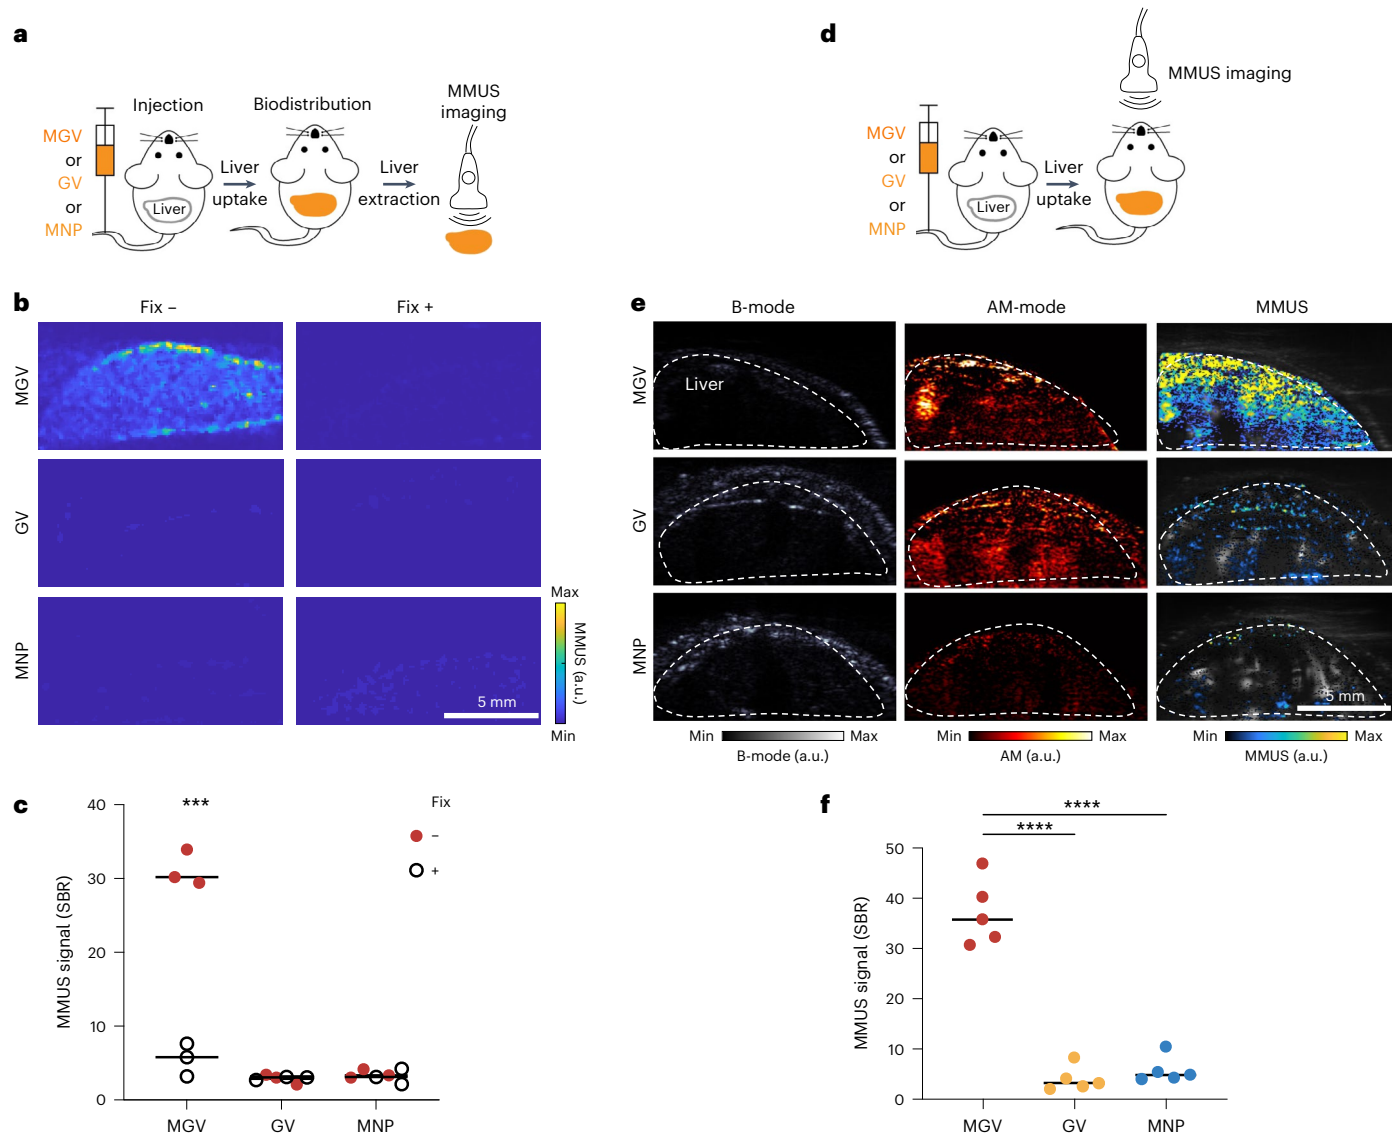 a
Injection
Biodistribution
MMUS
imaging
MGV
or
GV
or
MNP
Liver
uptake
Liver
extraction
Liver
d
MMUS imaging
MGV
or
GV
or
MNP
Liver
uptake
Liver
b
Fix –
Fix +
MGV
GV
MNP
5 mm
Max
MMUS (a.u.)
Min
e
B-mode
AM-mode
MMUS
MGV
Liver
GV
MNP
5 mm
Min
Max
B-mode (a.u.)
Min
Max
AM (a.u.)
Min
Max
MMUS (a.u.)
c
MMUS signal (SBR)
40
30
20
10
0
***
Fix
–
+
MGV
GV
MNP
f
MMUS signal (SBR)
50
40
30
20
10
0
****
****
MGV
GV
MNP